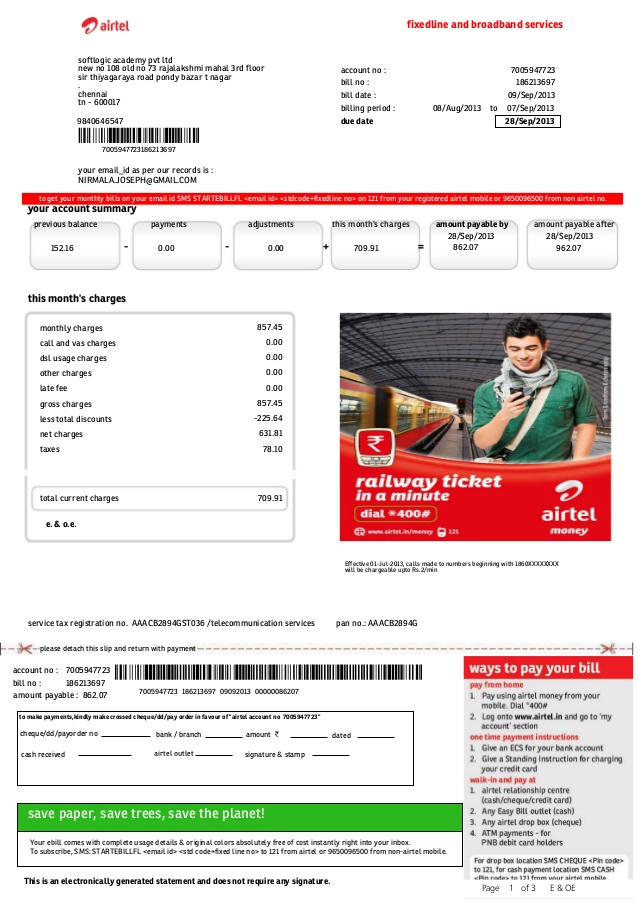 airtel
fixedline and broadband services
softlogic academy pvt ltd
new no 108 old no 73 rajalakshmi mahal 3rd floor
sir thiyagaraya road pondy bazar t nagar
.
chennai
tn - 600017
9840646547
7005947723186213697
account no : 7005947723
bill no : 186213697
bill date : 09/Sep/2013
billing period : 08/Aug/2013 to 07/Sep/2013
due date 28/Sep/2013
your email_id as per our records is :
NIRMALA.JOSEPH@GMAIL.COM
to get your monthly bills on your email id SMS STARTEBILLFL <email id> <stdcode+fixedline no> on 121 from your registered airtel mobile or 9650096500 from non airtel no.
your account summary
previous balance payments adjustments this month's charges amount payable by amount payable after
28/Sep/2013 28/Sep/2013
152.16 - 0.00 - 0.00 + 709.91 = 862.07 962.07
this month's charges
monthly charges 857.45
call and vas charges 0.00
dsl usage charges 0.00
other charges 0.00
late fee 0.00
gross charges 857.45
less total discounts -225.64
net charges 631.81
taxes 78.10
total current charges 709.91
e. & o.e.
₹
railway ticket
in a minute
dial *400#
www.airtel.in/money 121
airtel
money
Effective 01-Jul-2013, calls made to numbers beginning with 1860XXXXXXXX
will be chargeable upto Rs.2/min
service tax registration no. AAACB2894GST036 /telecommunication services pan no.: AAACB2894G
please detach this slip and return with payment
account no : 7005947723
bill no : 186213697
amount payable : 862.07
7005947723 186213697 09092013 00000086207
to make payments,kindly make crossed cheque/dd/pay order in favour of"airtel account no 7005947723"
cheque/dd/payorder no bank / branch amount ₹ dated
cash received airtel outlet signature & stamp
save paper, save trees, save the planet!
Your ebill comes with complete usage details & original colors absolutely free of cost instantly right into your inbox.
To subscribe, SMS: STARTEBILLFL <email id> <std code+fixed line no> to 121 from airtel or 9650096500 from non-airtel mobile.
This is an electronically generated statement and does not require any signature.
ways to pay your bill
pay from home
1. Pay using airtel money from your
mobile. Dial *400#
2. Log onto www.airtel.in and go to 'my
account' section
one time payment instructions
1. Give an ECS for your bank account
2. Give a Standing Instruction for charging
your credit card
walk-in and pay at
1. airtel relationship centre
(cash/cheque/credit card)
2. Any Easy Bill outlet (cash)
3. Any airtel drop box (cheque)
4. ATM payments - for
PNB debit card holders
For drop box location SMS CHEQUE <Pin code>
to 121, for cash payment location SMS CASH
<Pin code> to 121 from your airtel mobile
Page 1 of 3 E & OE